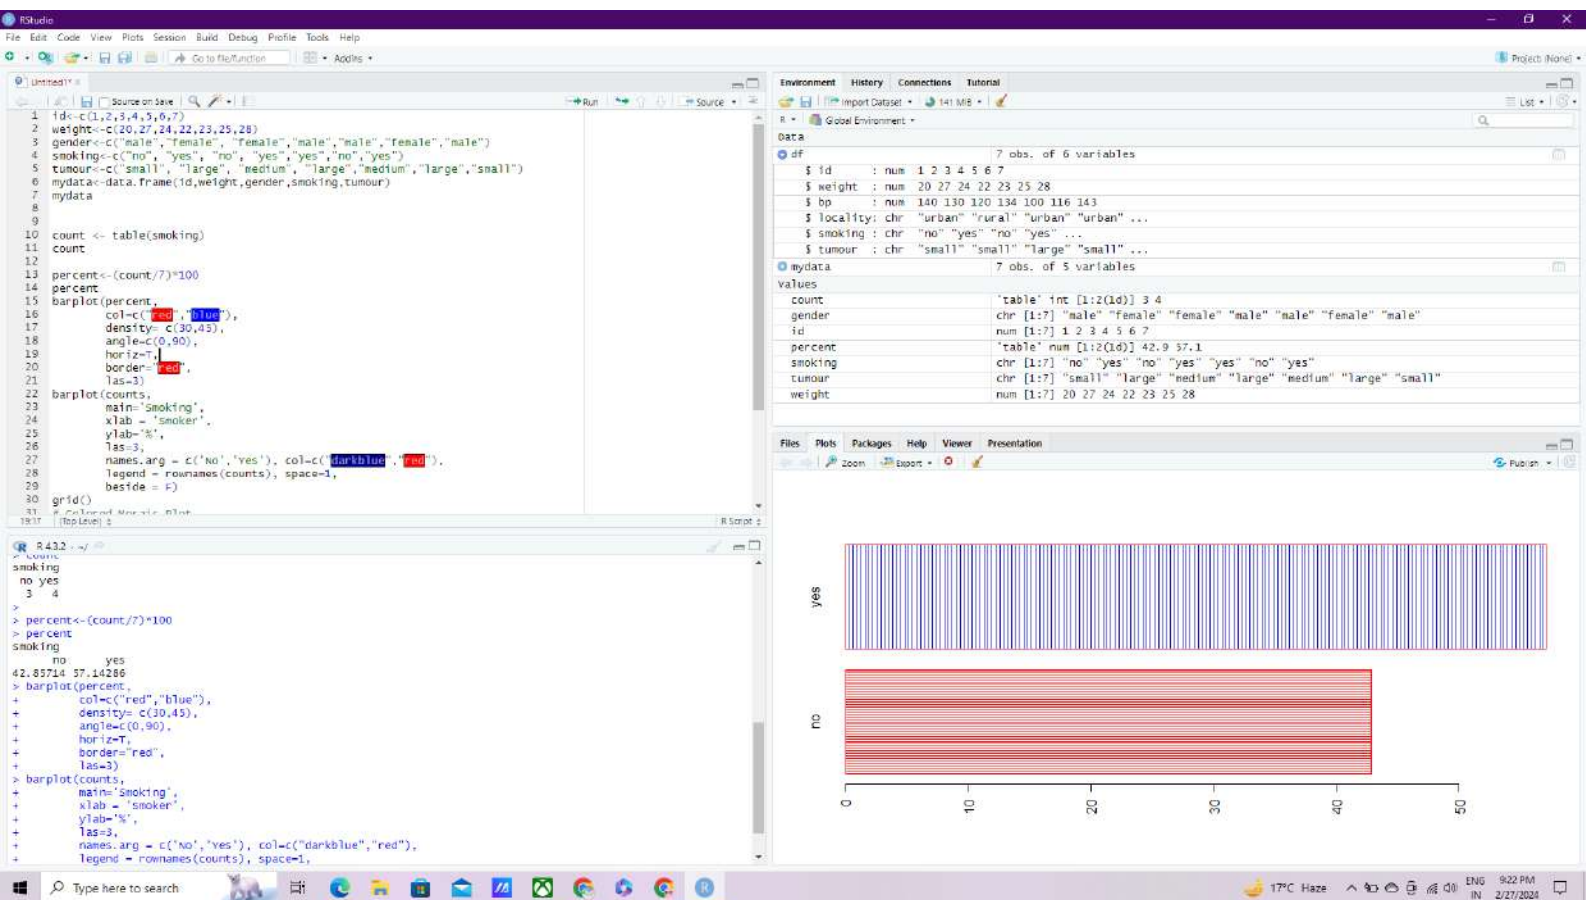 RStudio
File Edit Code View Plots Session Build Debug Profile Tools Help
Go to file/function
Addins
Project: (None)
Untitled1*
Source on Save
Run
Source
1 id<-c(1,2,3,4,5,6,7)
2 weight<-c(20,27,24,22,23,25,28)
3 gender<-c("male","female", "female","male","male","female","male")
4 smoking<-c("no", "yes", "no", "yes","yes","no","yes")
5 tumour<-c("small", "large", "medium", "large","medium","large","small")
6 mydata<-data.frame(id,weight,gender,smoking,tumour)
7 mydata
8
9
10 count <- table(smoking)
11 count
12
13 percent<-(count/7)*100
14 percent
15 barplot(percent,
16 col=c("red","blue"),
17 density= c(30,45),
18 angle=c(0,90),
19 horiz=T,
20 border="red",
21 las=3)
22 barplot(counts,
23 main='Smoking',
24 xlab = 'Smoker',
25 ylab='%',
26 las=3,
27 names.arg = c('No','Yes'), col=c("darkblue","red"),
28 legend = rownames(counts), space=1,
29 beside = F)
30 grid()
31 # Colored Mosaic Plot
19:17 (Top Level)
R Script
R 4.3.2 · ~/
> count
smoking
no yes
3 4
>
> percent<-(count/7)*100
> percent
smoking
no yes
42.85714 57.14286
> barplot(percent,
+ col=c("red","blue"),
+ density= c(30,45),
+ angle=c(0,90),
+ horiz=T,
+ border="red",
+ las=3)
> barplot(counts,
+ main='Smoking',
+ xlab = 'Smoker',
+ ylab='%',
+ las=3,
+ names.arg = c('No','Yes'), col=c("darkblue","red"),
+ legend = rownames(counts), space=1,
Environment History Connections Tutorial
Import Dataset
141 MiB
List
R
Global Environment
Data
df 7 obs. of 6 variables
$ id : num 1 2 3 4 5 6 7
$ weight : num 20 27 24 22 23 25 28
$ bp : num 140 130 120 134 100 116 143
$ locality: chr "urban" "rural" "urban" "urban" ...
$ smoking : chr "no" "yes" "no" "yes" ...
$ tumour : chr "small" "small" "large" "small" ...
mydata 7 obs. of 5 variables
Values
count 'table' int [1:2(1d)] 3 4
gender chr [1:7] "male" "female" "female" "male" "male" "female" "male"
id num [1:7] 1 2 3 4 5 6 7
percent 'table' num [1:2(1d)] 42.9 57.1
smoking chr [1:7] "no" "yes" "no" "yes" "yes" "no" "yes"
tumour chr [1:7] "small" "large" "medium" "large" "medium" "large" "small"
weight num [1:7] 20 27 24 22 23 25 28
Files Plots Packages Help Viewer Presentation
Zoom
Export
Publish
yes
no
0 10 20 30 40 50
Type here to search
17°C Haze
ENG
IN
9:22 PM
2/27/2024